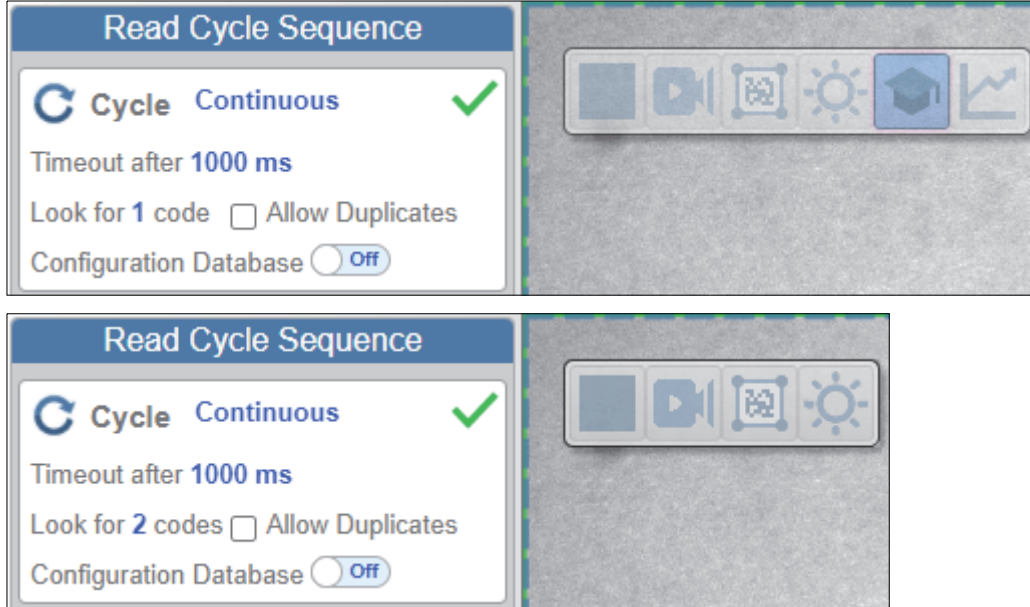 Read Cycle Sequence
Cycle Continuous
Timeout after 1000 ms
Look for 1 code Allow Duplicates
Configuration Database Off
Read Cycle Sequence
Cycle Continuous
Timeout after 1000 ms
Look for 2 codes Allow Duplicates
Configuration Database Off